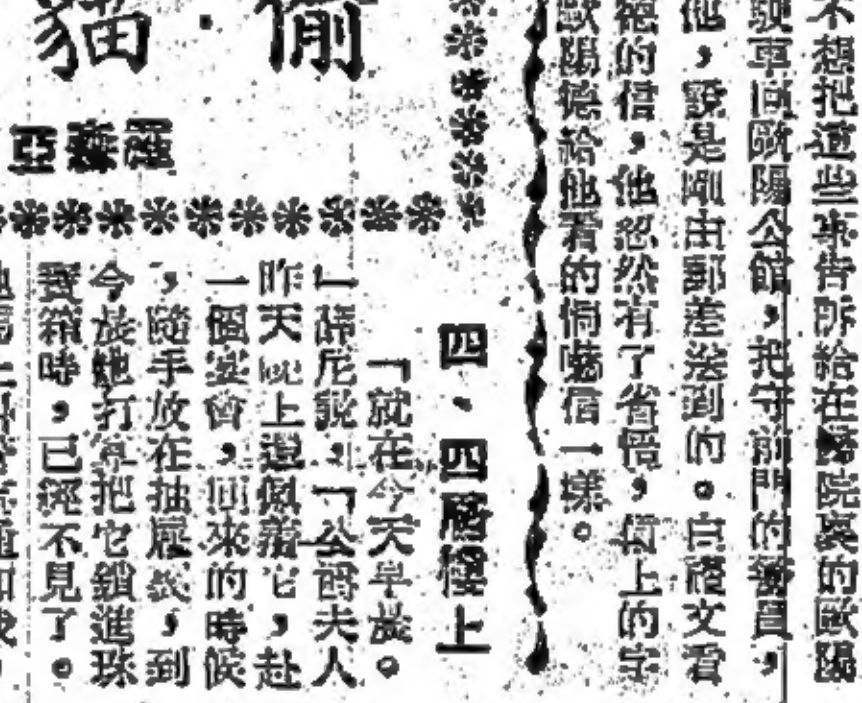 不想把這些事告訴給在醫院裏的歐陽
駛車回歐陽公館，把守前門的警員，
他，說是剛由郵差送到的。白禮文看
德的信，他忽然有了省悟，信上的字
歐陽德給他看的恫嚇信一樣。
偷·貓
羅亞
四、四層樓上
「就在今天早晨。
」蒂尼說，「公爵夫人
昨天晚上還佩着它，赴
一個宴會，回來的時候
，隨手放在抽屜裏，到
今晨她打算把它鎖進珠
寶箱時，已經不見了。